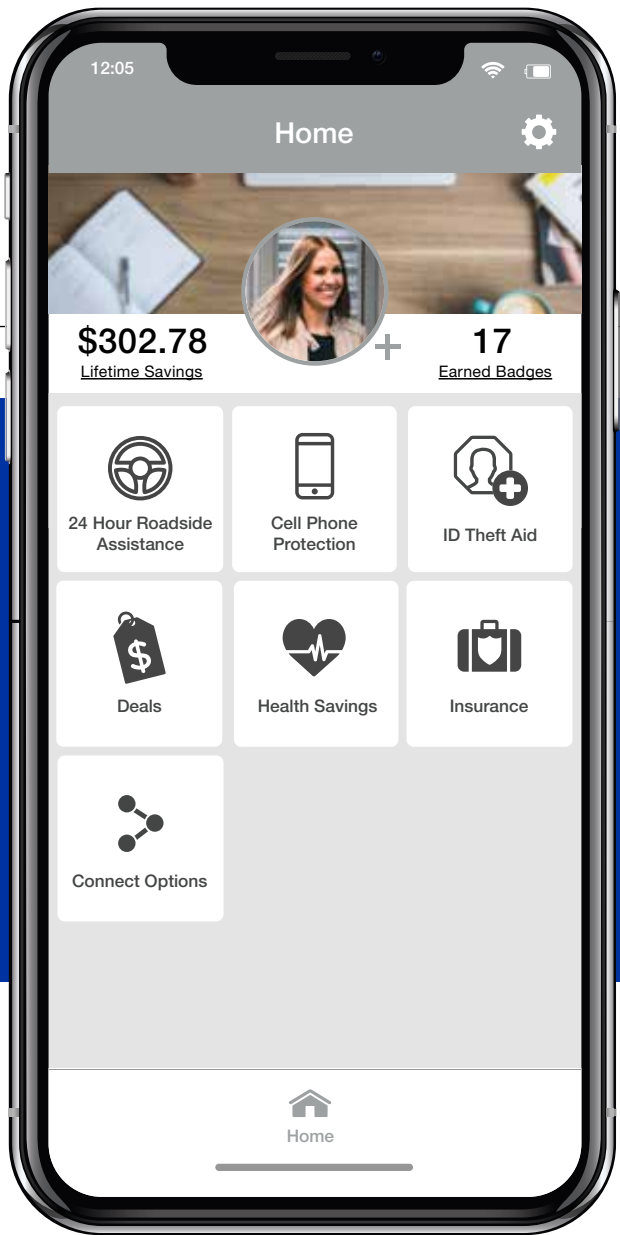 12:05
Home
$302.78
Lifetime Savings
17
Earned Badges
24 Hour Roadside
Assistance
Cell Phone
Protection
ID Theft Aid
$
Deals
Health Savings
Insurance
Connect Options
Home